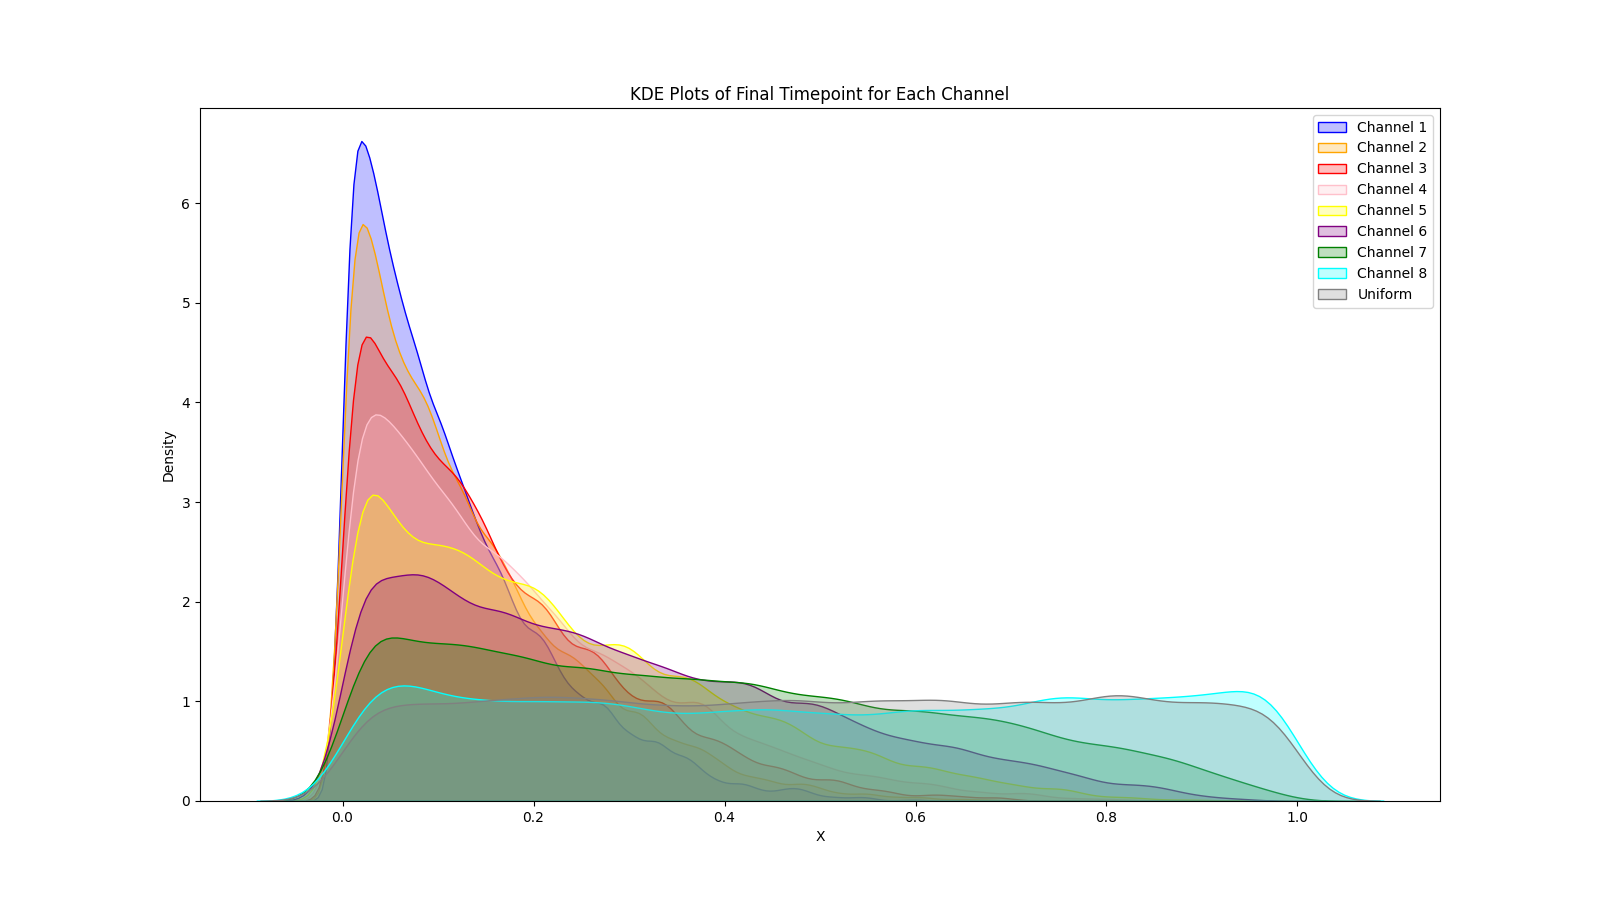 KDE Plots of Final Timepoint for Each Channel
Channel 1
Channel 2
Channel 3
Channel 4
Channel 5
Channel 6
Channel 7
Channel 8
Uniform
Density
6
5
4
3
2
1
0
0.0 0.2 0.4 0.6 0.8 1.0
X